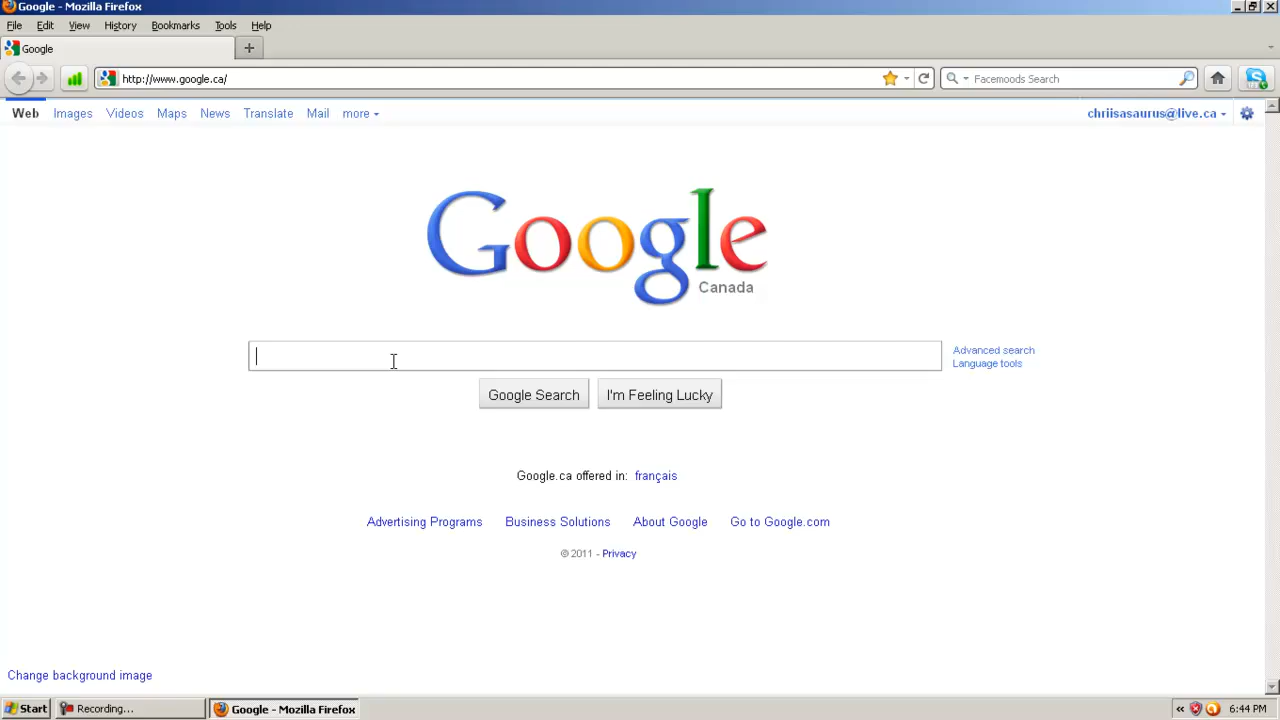 Google - Mozilla Firefox
File Edit View History Bookmarks Tools Help
Google
http://www.google.ca/ Facemoods Search
Web Images Videos Maps News Translate Mail more chriisasaurus@live.ca
Google
Canada
Advanced search
Language tools
Google Search I'm Feeling Lucky
Google.ca offered in: français
Advertising Programs Business Solutions About Google Go to Google.com
© 2011 - Privacy
Change background image
Start Recording... Google - Mozilla Firefox « 6:44 PM